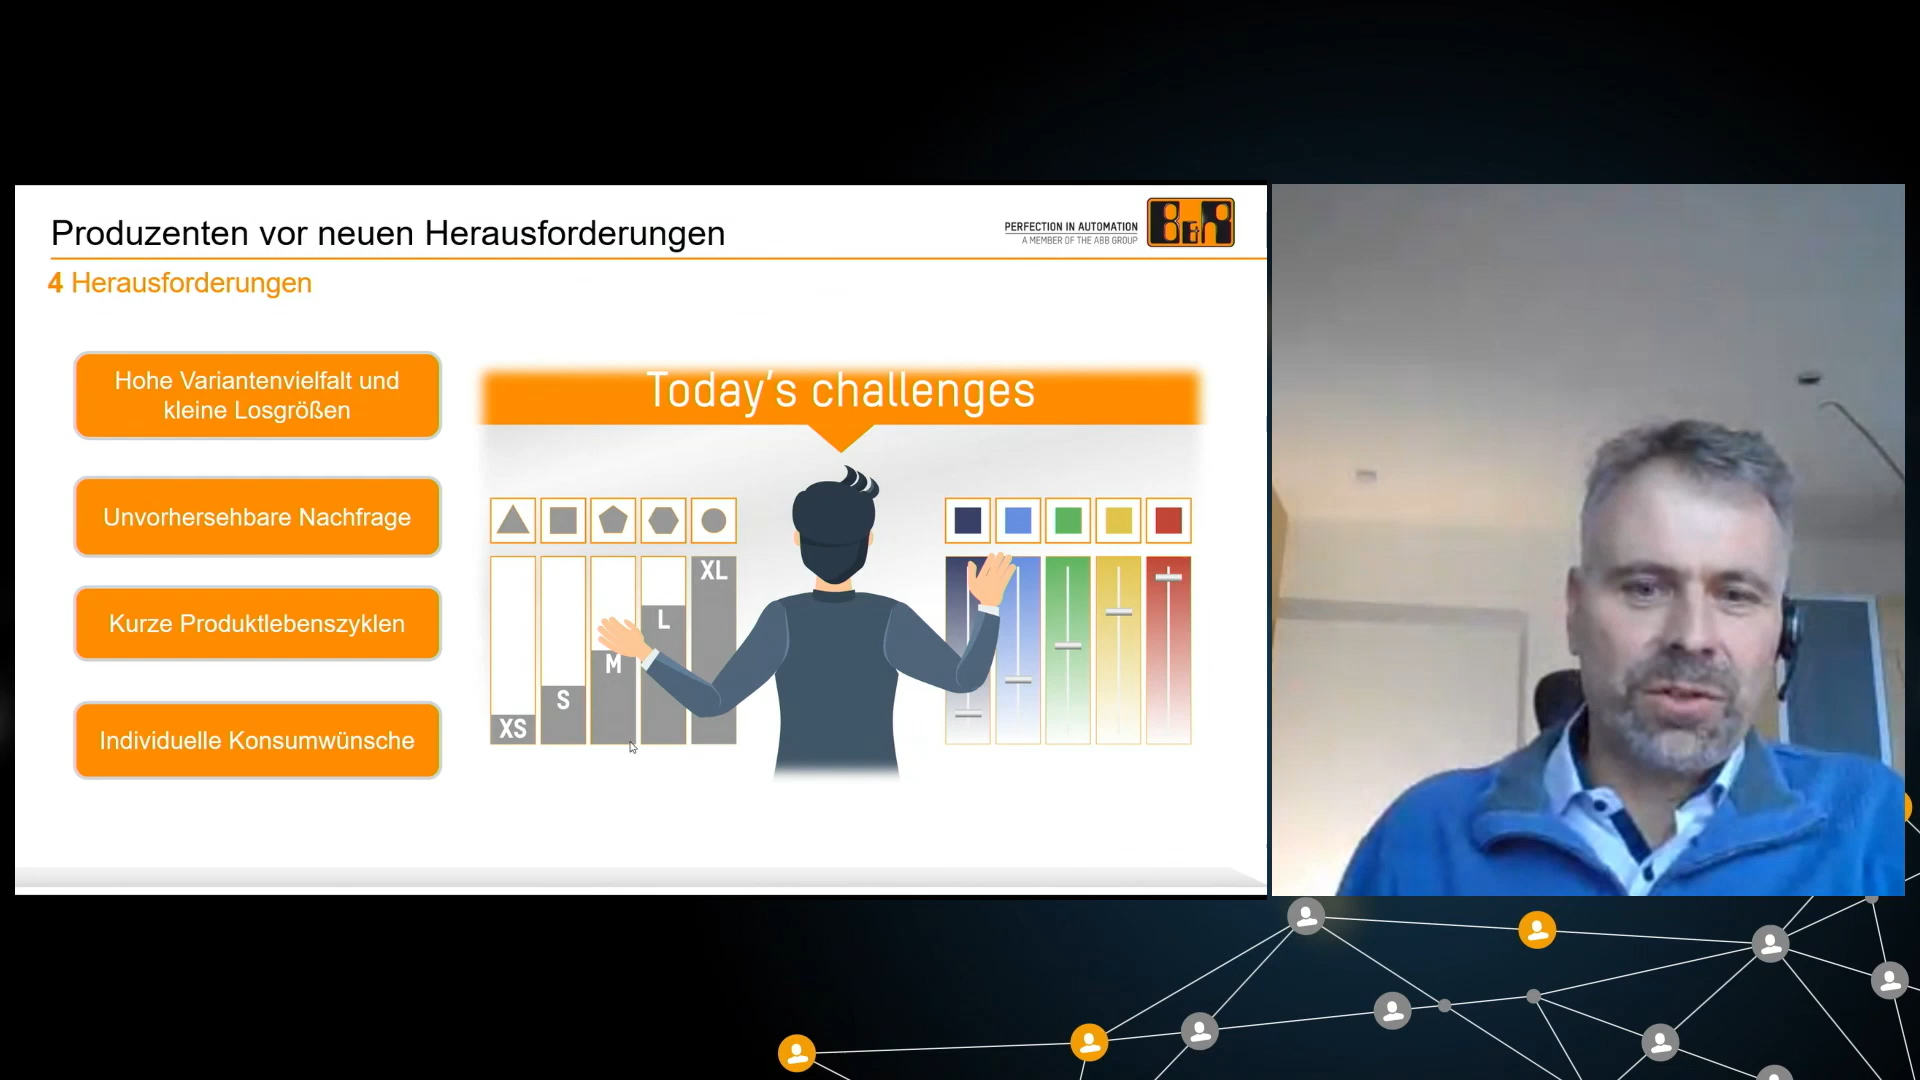 Produzenten vor neuen Herausforderungen
PERFECTION IN AUTOMATION
A MEMBER OF THE ABB GROUP
B&R
4 Herausforderungen
Hohe Variantenvielfalt und
kleine Losgrößen
Unvorhersehbare Nachfrage
Kurze Produktlebenszyklen
Individuelle Konsumwünsche
Today's challenges
XS
S
M
L
XL